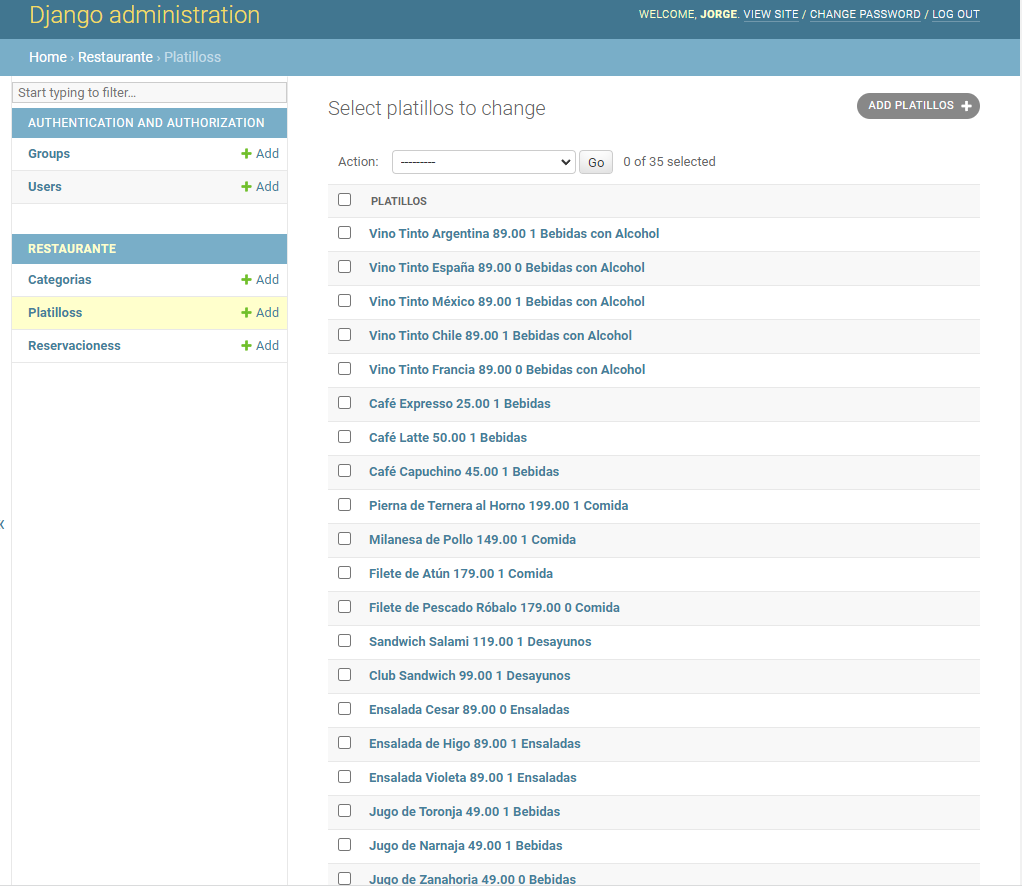 Django administration
WELCOME, JORGE. VIEW SITE / CHANGE PASSWORD / LOG OUT
Home › Restaurante › Platilloss
Start typing to filter...
AUTHENTICATION AND AUTHORIZATION
Groups + Add
Users + Add
RESTAURANTE
Categorias + Add
Platilloss + Add
Reservacioness + Add
Select platillos to change
ADD PLATILLOS +
Action: --------- Go 0 of 35 selected
PLATILLOS
Vino Tinto Argentina 89.00 1 Bebidas con Alcohol
Vino Tinto España 89.00 0 Bebidas con Alcohol
Vino Tinto México 89.00 1 Bebidas con Alcohol
Vino Tinto Chile 89.00 1 Bebidas con Alcohol
Vino Tinto Francia 89.00 0 Bebidas con Alcohol
Café Expresso 25.00 1 Bebidas
Café Latte 50.00 1 Bebidas
Café Capuchino 45.00 1 Bebidas
Pierna de Ternera al Horno 199.00 1 Comida
Milanesa de Pollo 149.00 1 Comida
Filete de Atún 179.00 1 Comida
Filete de Pescado Róbalo 179.00 0 Comida
Sandwich Salami 119.00 1 Desayunos
Club Sandwich 99.00 1 Desayunos
Ensalada Cesar 89.00 0 Ensaladas
Ensalada de Higo 89.00 1 Ensaladas
Ensalada Violeta 89.00 1 Ensaladas
Jugo de Toronja 49.00 1 Bebidas
Jugo de Narnaja 49.00 1 Bebidas
Jugo de Zanahoria 49.00 0 Bebidas